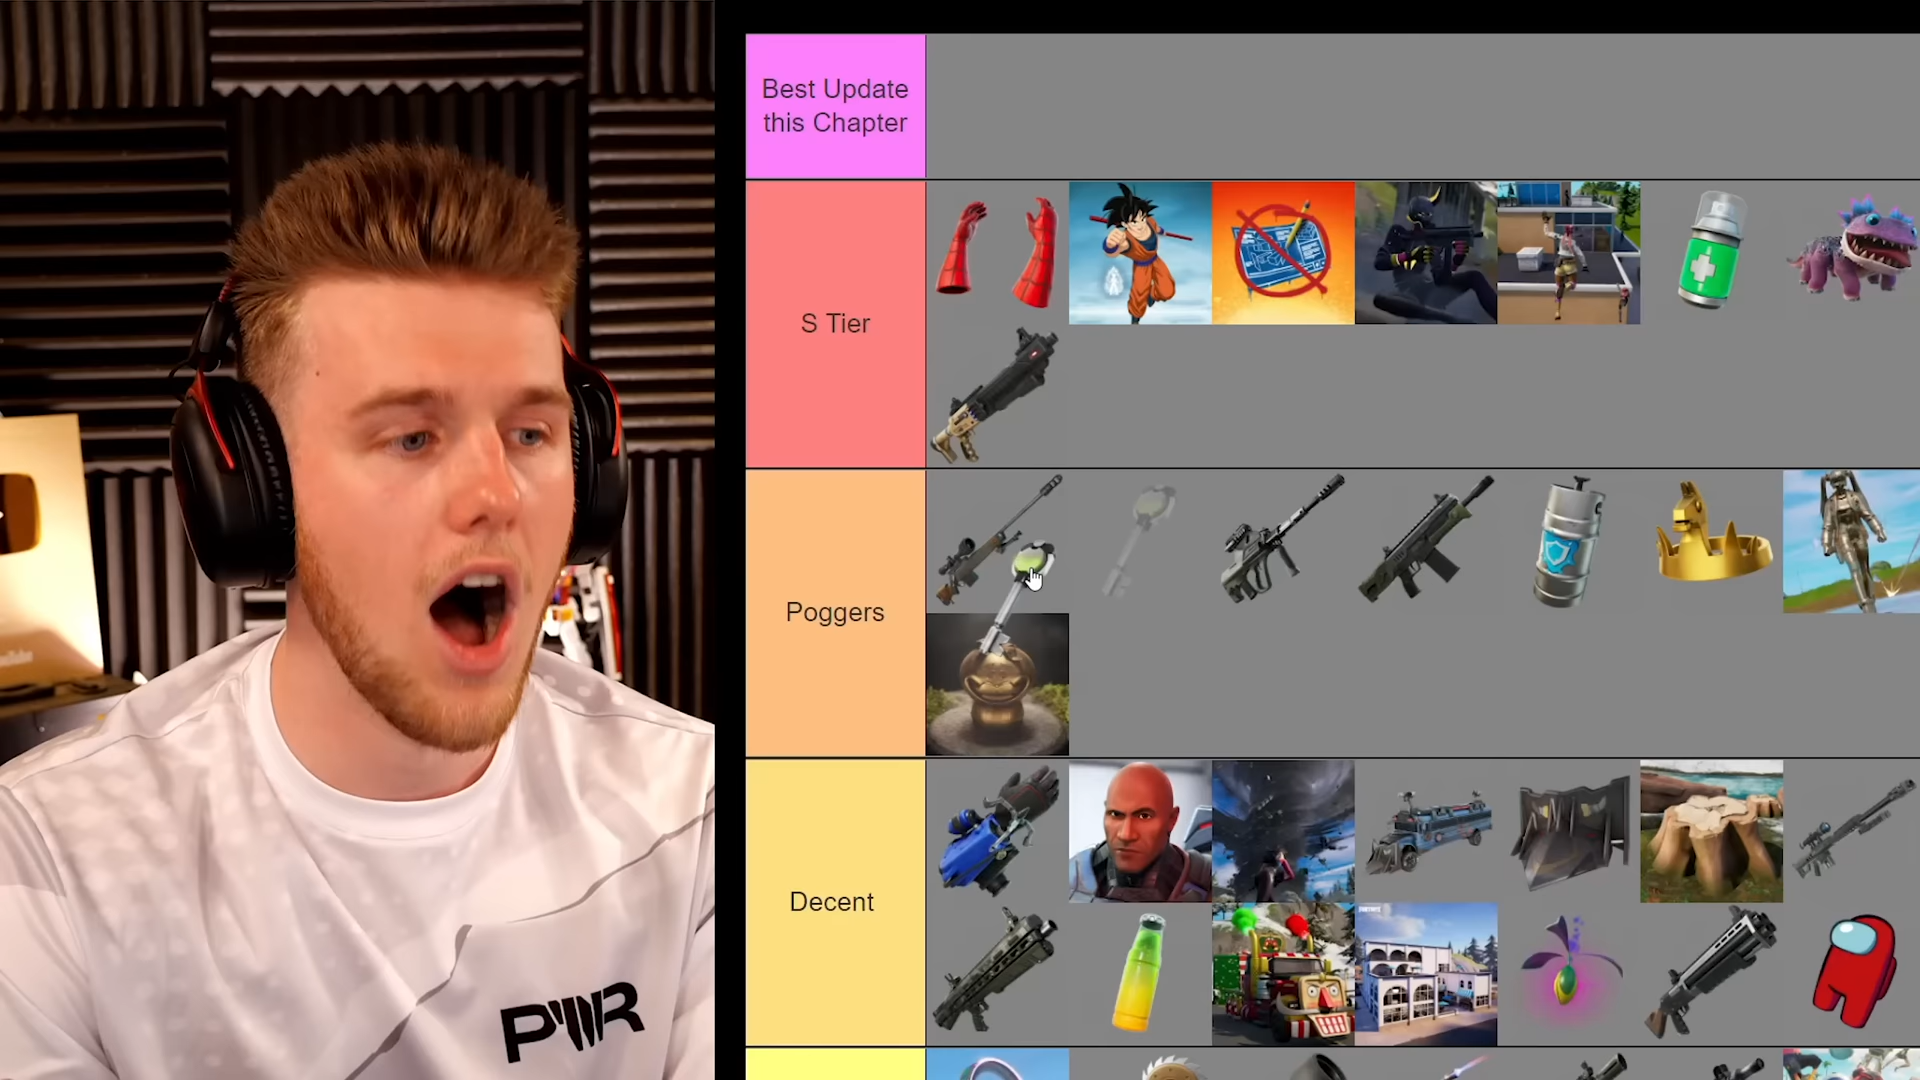 Best Update
this Chapter
S Tier
Poggers
Decent
PWR